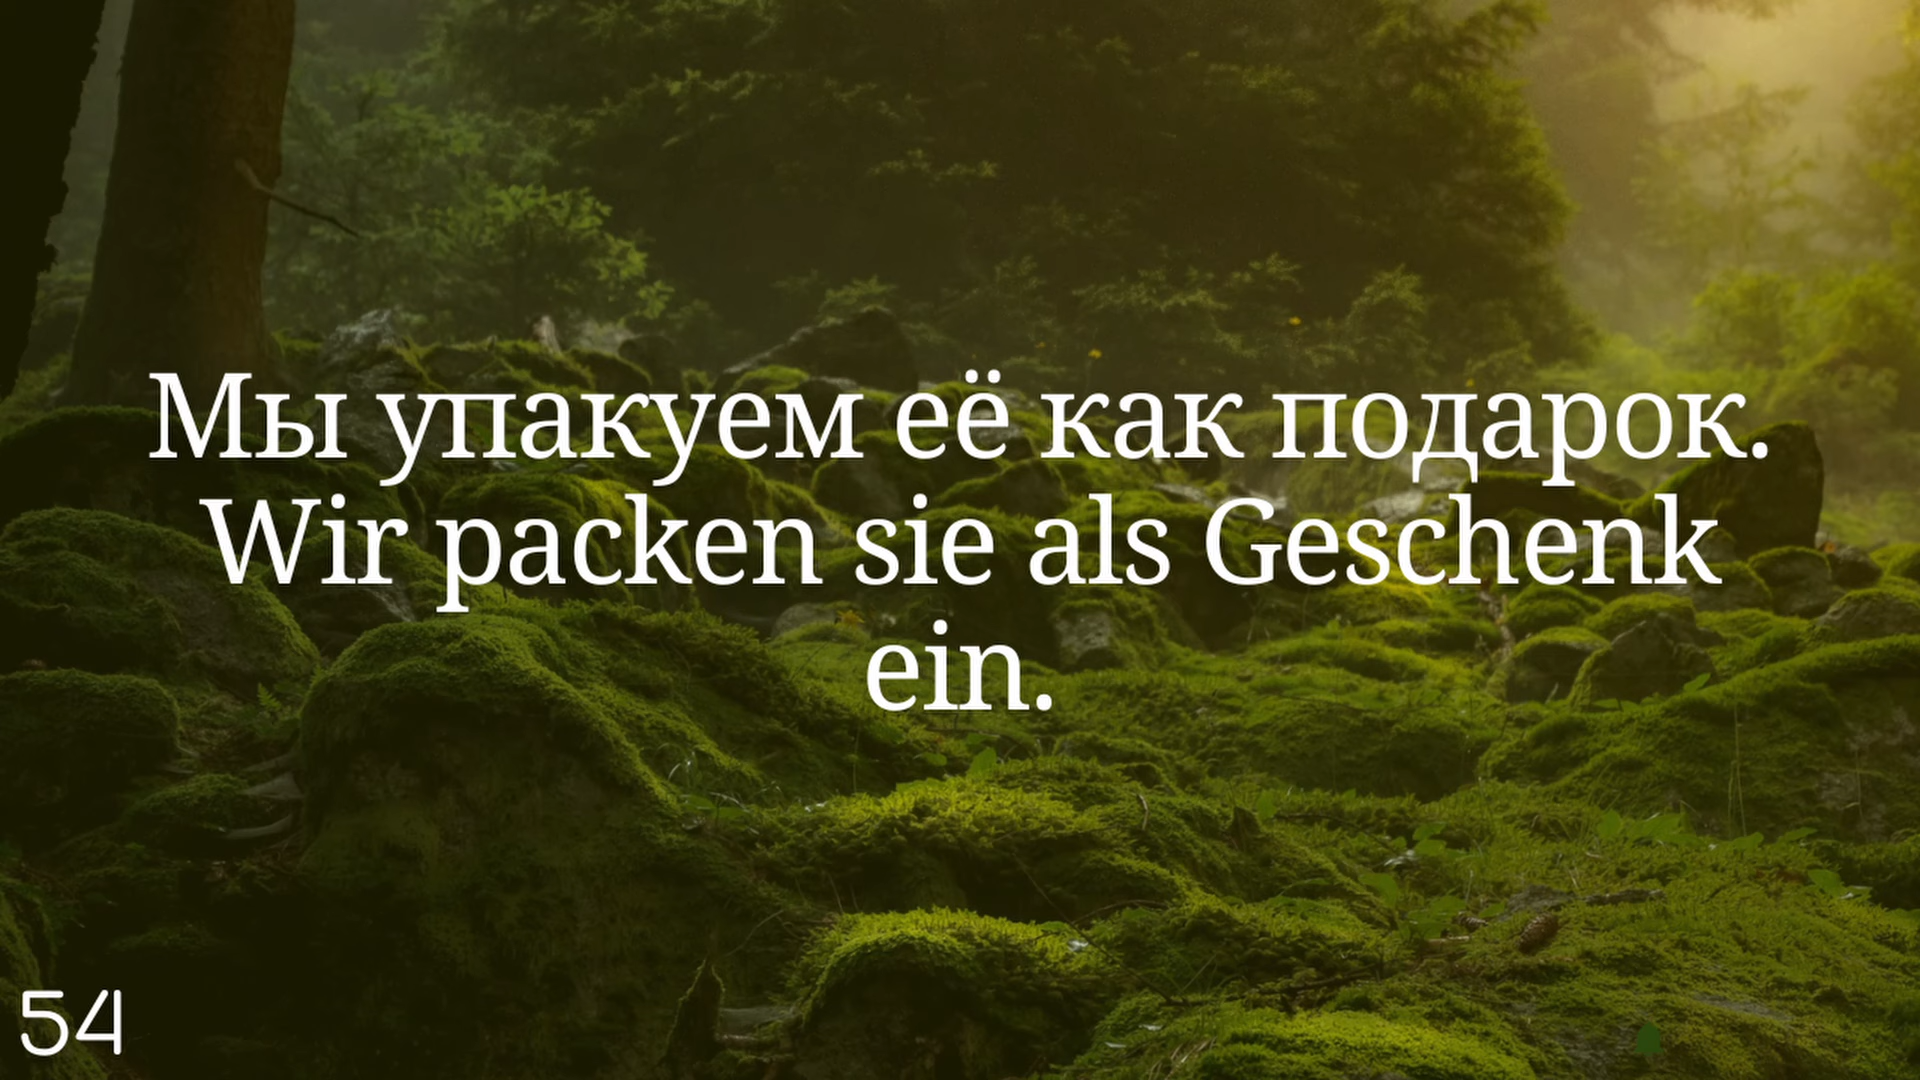 Мы упакуем её как подарок.
Wir packen sie als Geschenk
ein.
54